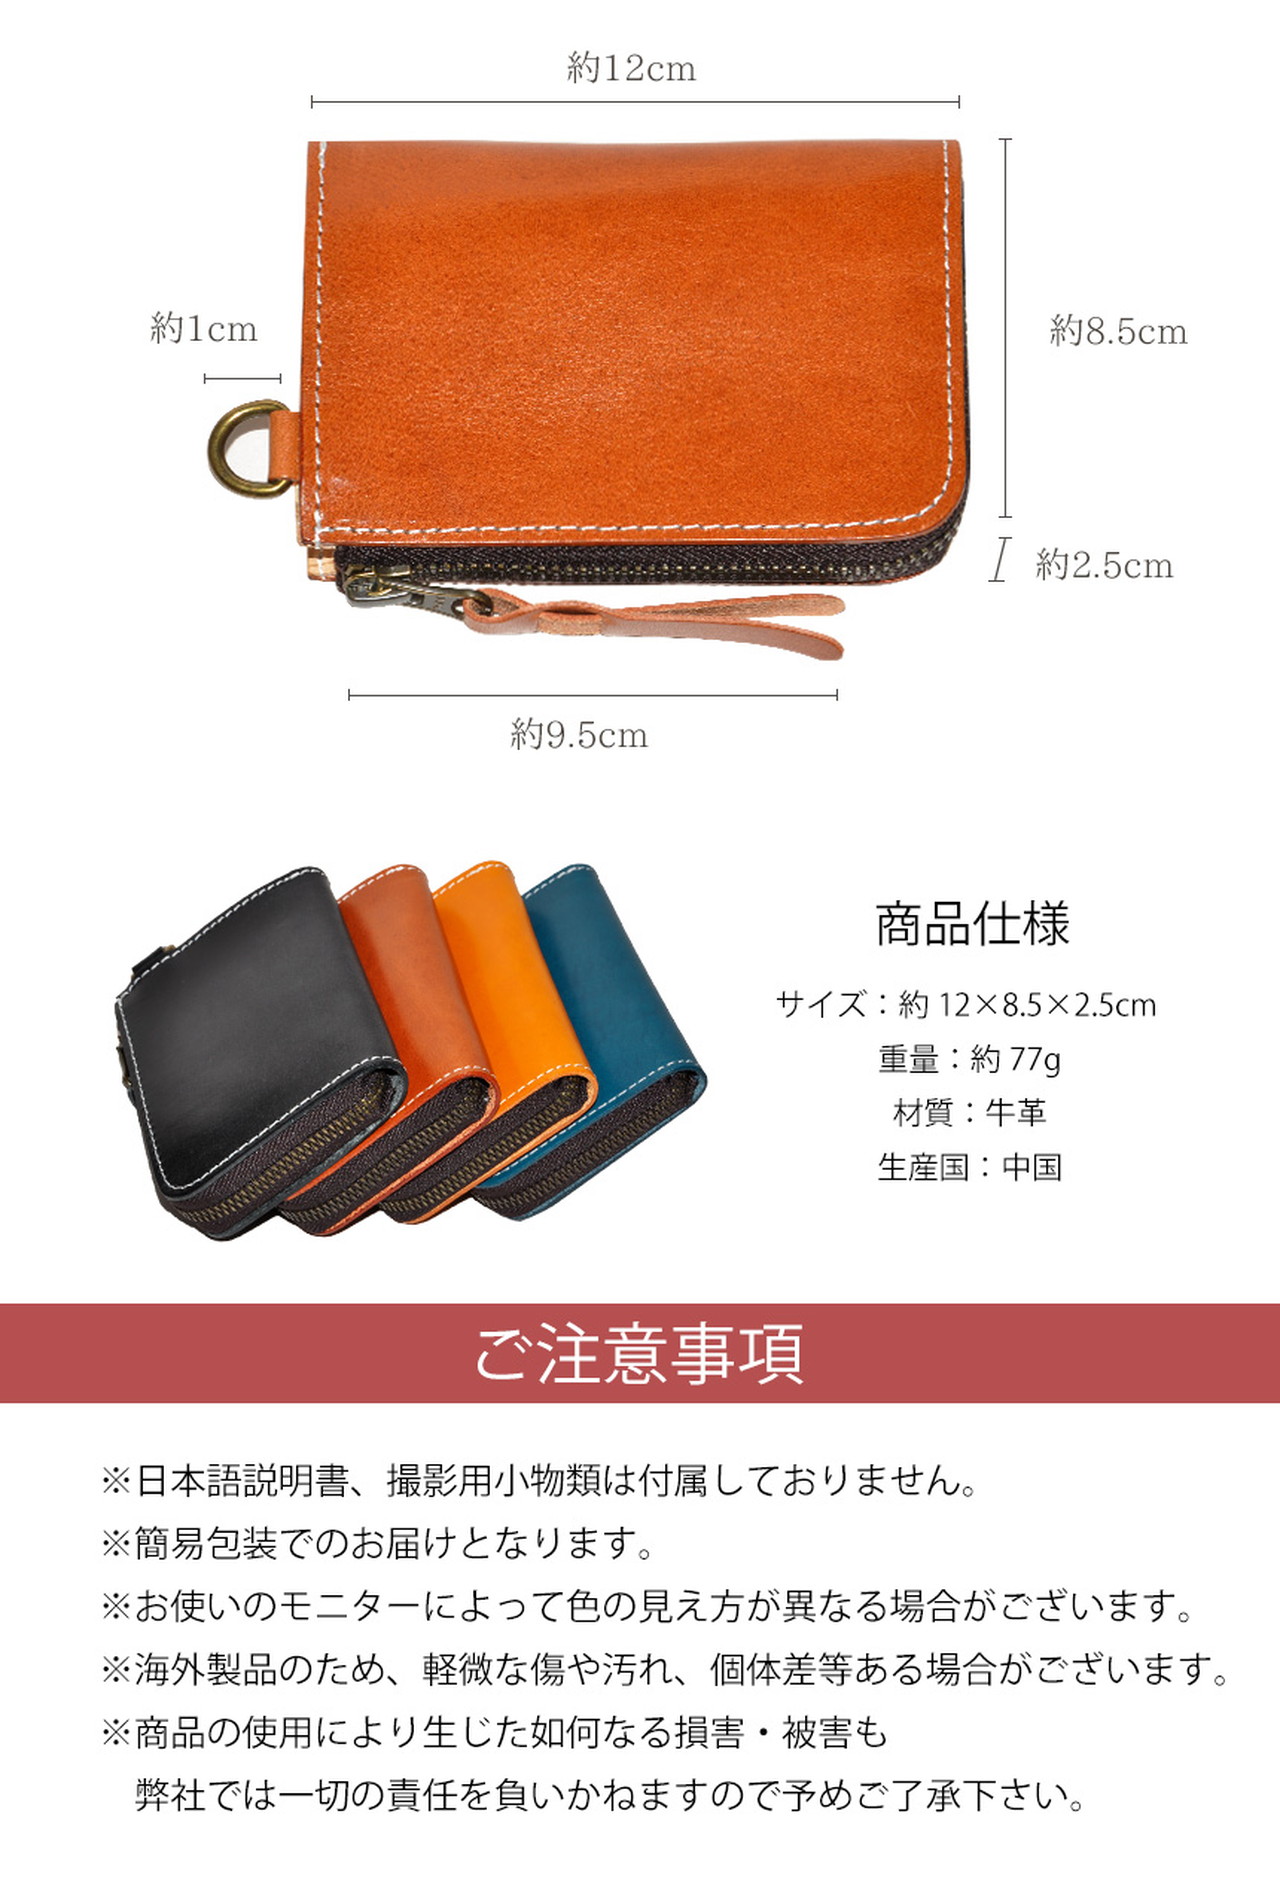 約12cm
約1cm
約8.5cm
約2.5cm
約9.5cm
商品仕様
サイズ：約 12×8.5×2.5cm
重量：約 77g
材質：牛革
生産国：中国
ご注意事項
※日本語説明書、撮影用小物類は付属しておりません。
※簡易包装でのお届けとなります。
※お使いのモニターによって色の見え方が異なる場合がございます。
※海外製品のため、軽微な傷や汚れ、個体差等ある場合がございます。
※商品の使用により生じた如何なる損害・被害も
弊社では一切の責任を負いかねますので予めご了承下さい。